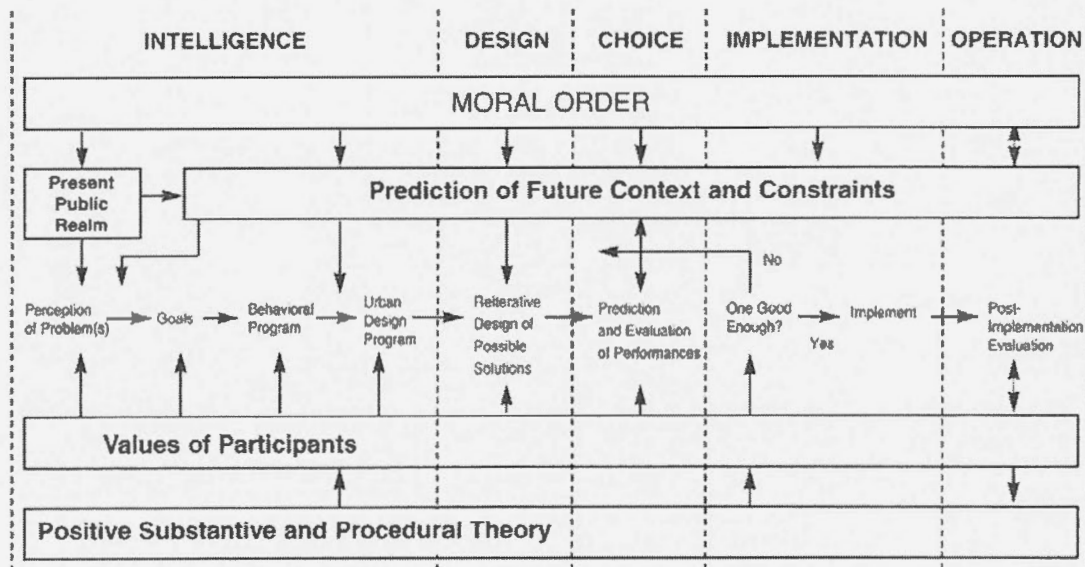 INTELLIGENCE DESIGN CHOICE IMPLEMENTATION OPERATION
MORAL ORDER
Present
Public
Realm
Prediction of Future Context and Constraints
No
Perception
of Problem(s)
Goals
Behavioral
Program
Urban
Design
Program
Reiterative
Design of
Possible
Solutions
Prediction
and Evaluation
of Performances
One Good
Enough?
Yes
Implement
Post-
Implementation
Evaluation
Values of Participants
Positive Substantive and Procedural Theory